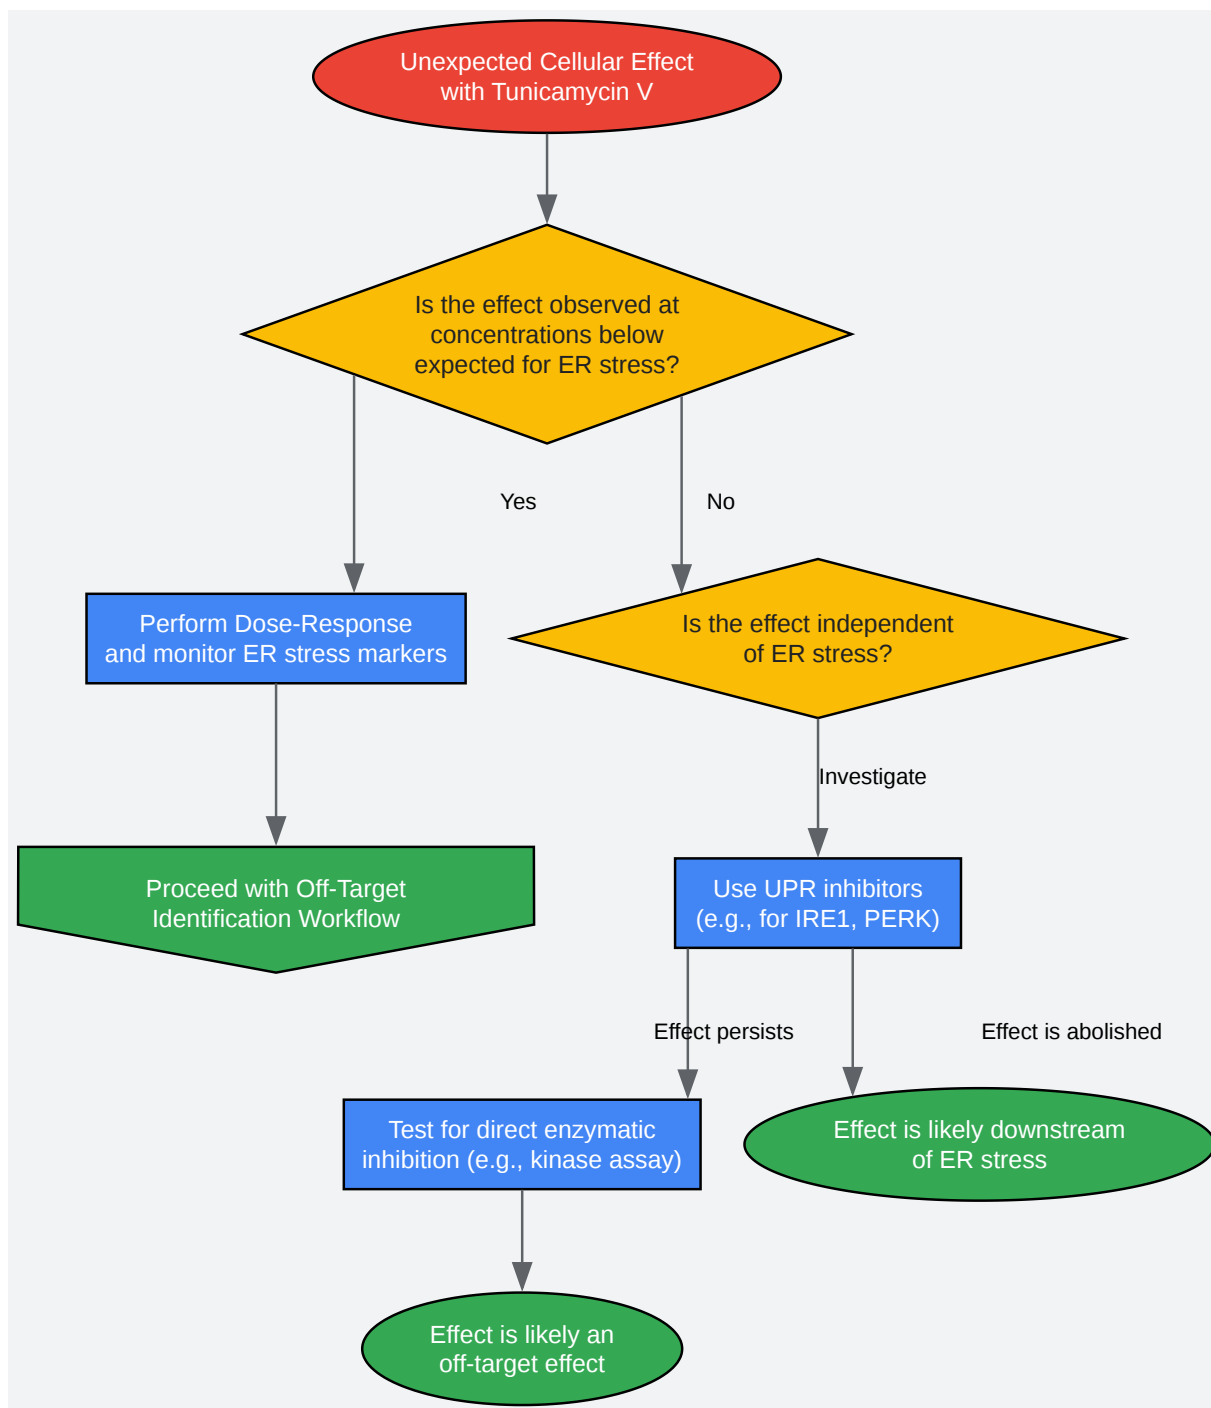 Unexpected Cellular Effect
with Tunicamycin V
Is the effect observed at
concentrations below
expected for ER stress?
Yes
No
Perform Dose-Response
and monitor ER stress markers
Is the effect independent
of ER stress?
Investigate
Proceed with Off-Target
Identification Workflow
Use UPR inhibitors
(e.g., for IRE1, PERK)
Effect persists
Effect is abolished
Test for direct enzymatic
inhibition (e.g., kinase assay)
Effect is likely downstream
of ER stress
Effect is likely an
off-target effect